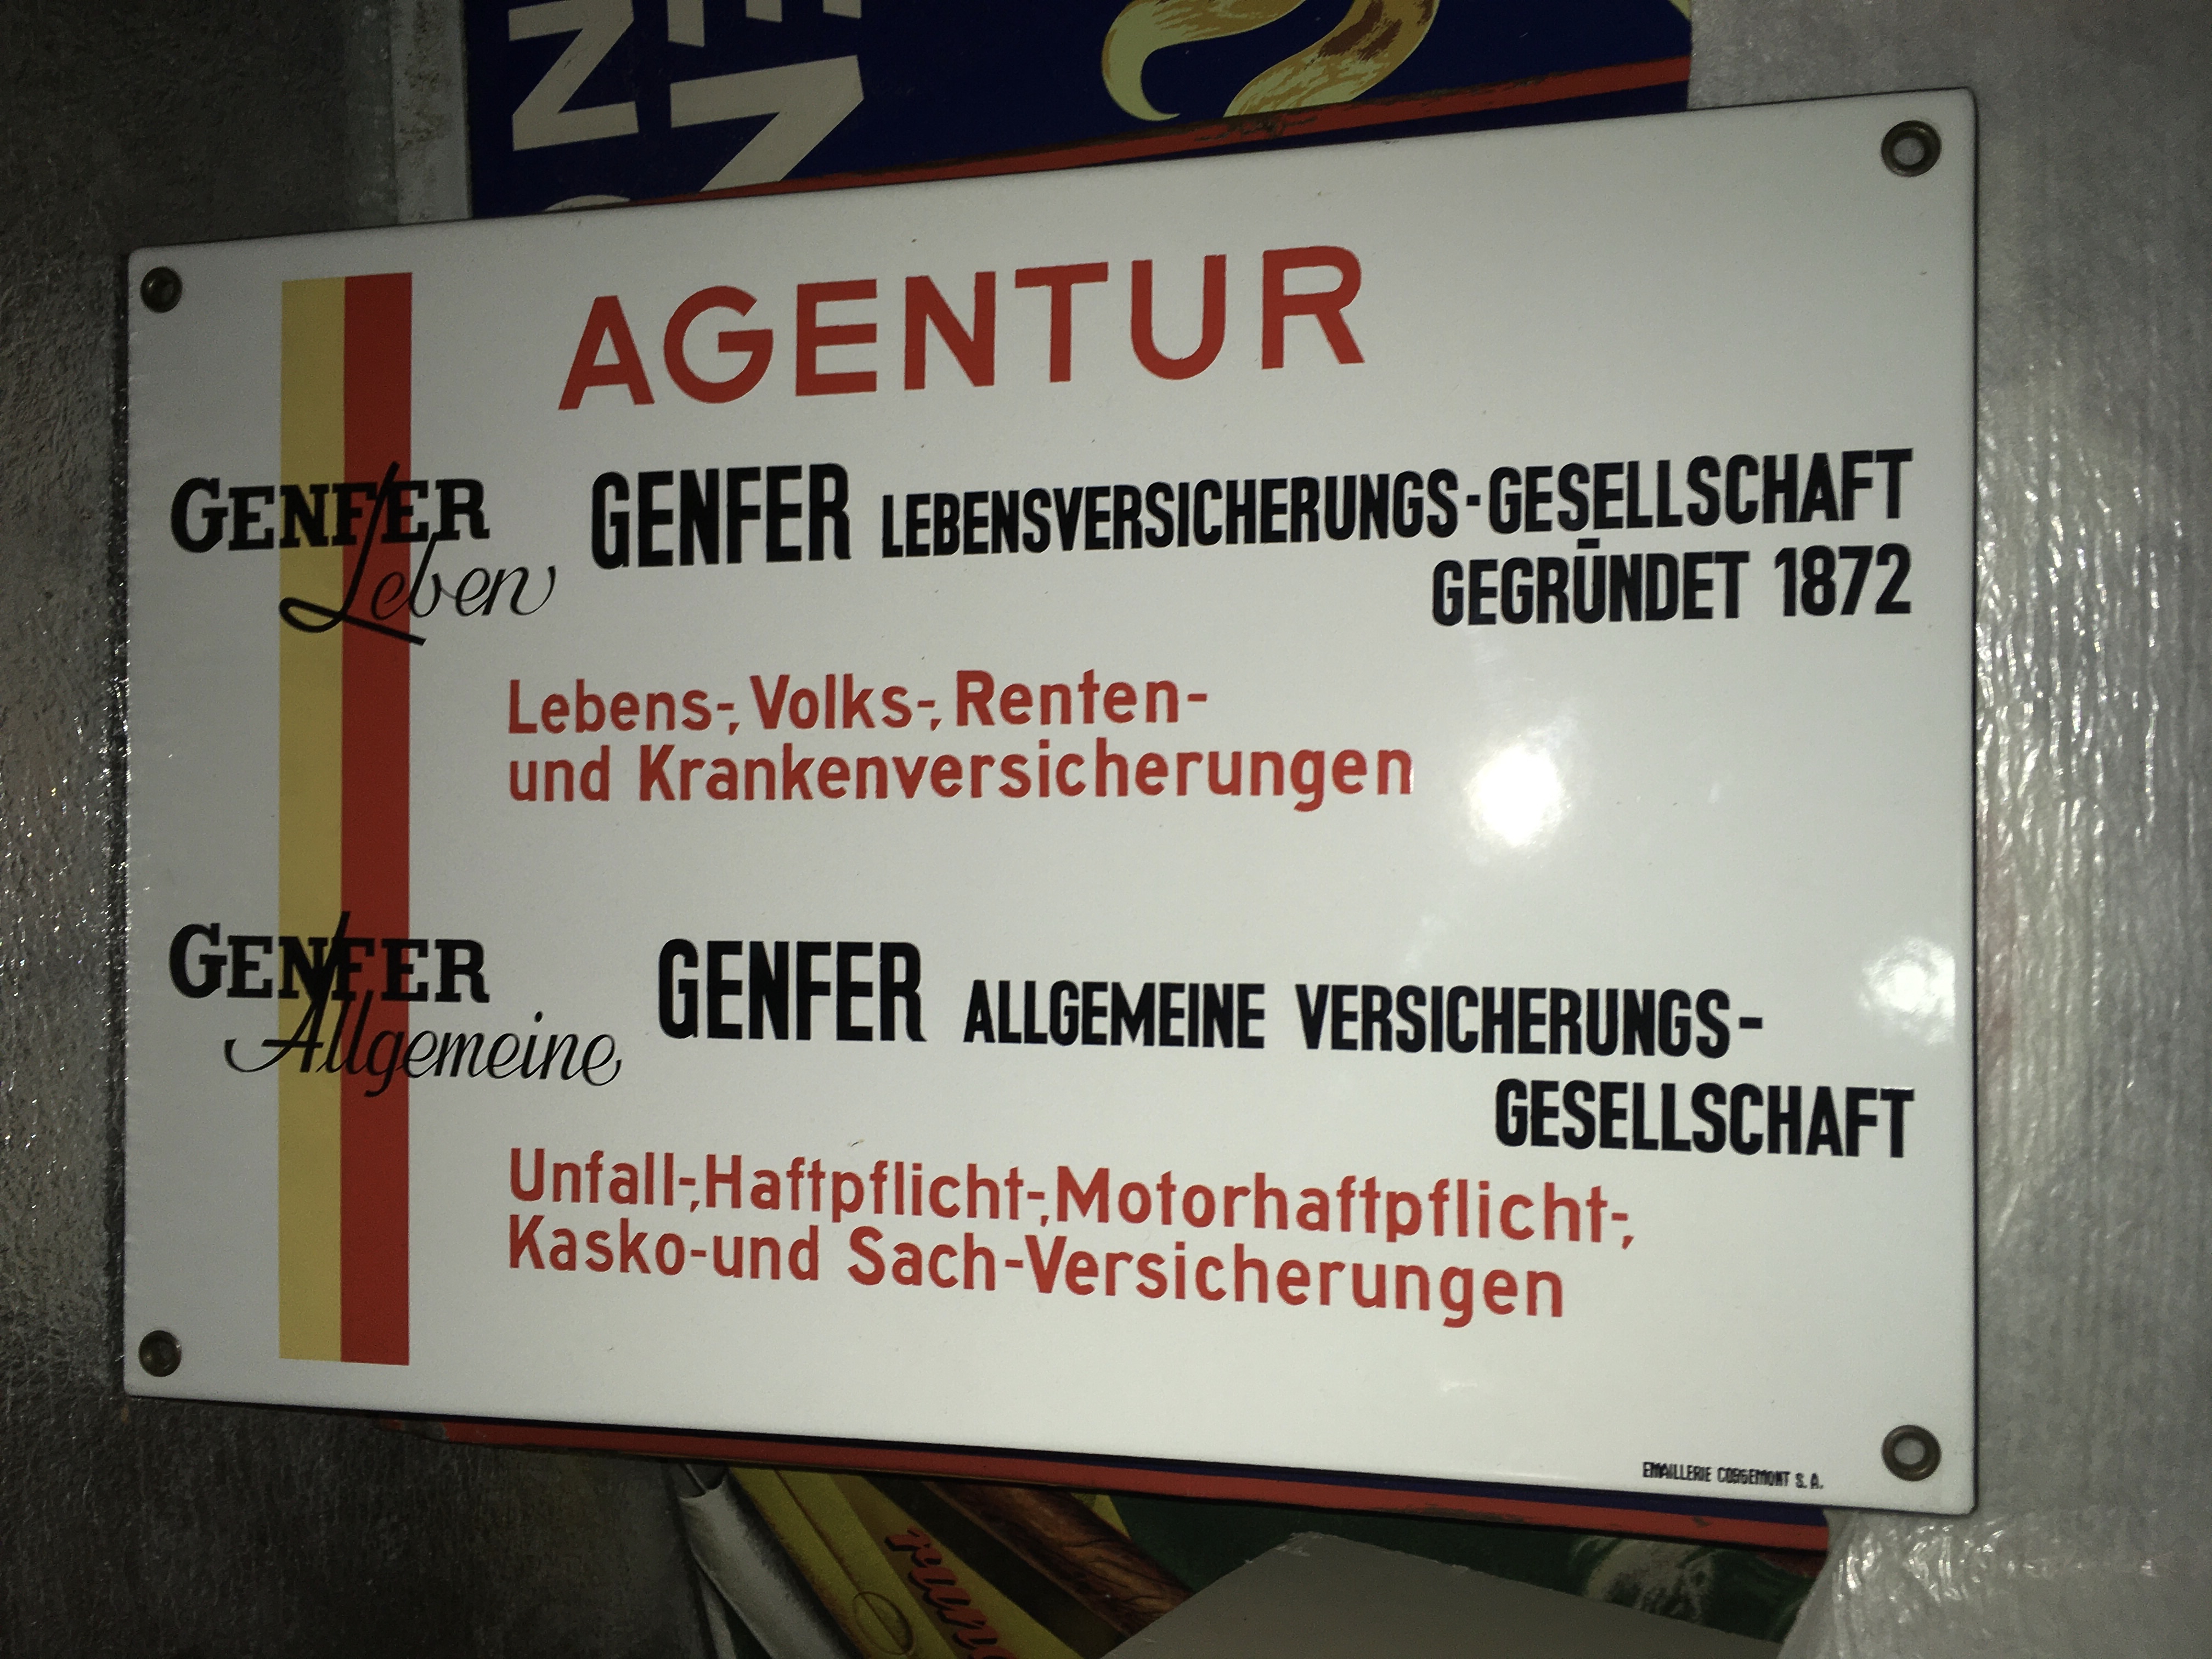 AGENTUR
GENFER
Leben
GENFER LEBENSVERSICHERUNGS-GESELLSCHAFT
GEGRÜNDET 1872
Lebens-, Volks-, Renten-
und Krankenversicherungen
GENFER
Allgemeine
GENFER ALLGEMEINE VERSICHERUNGS-
GESELLSCHAFT
Unfall-, Haftpflicht-, Motorhaftpflicht-,
Kasko-und Sach-Versicherungen
EMAILLERIE CORGEMONT S.A.